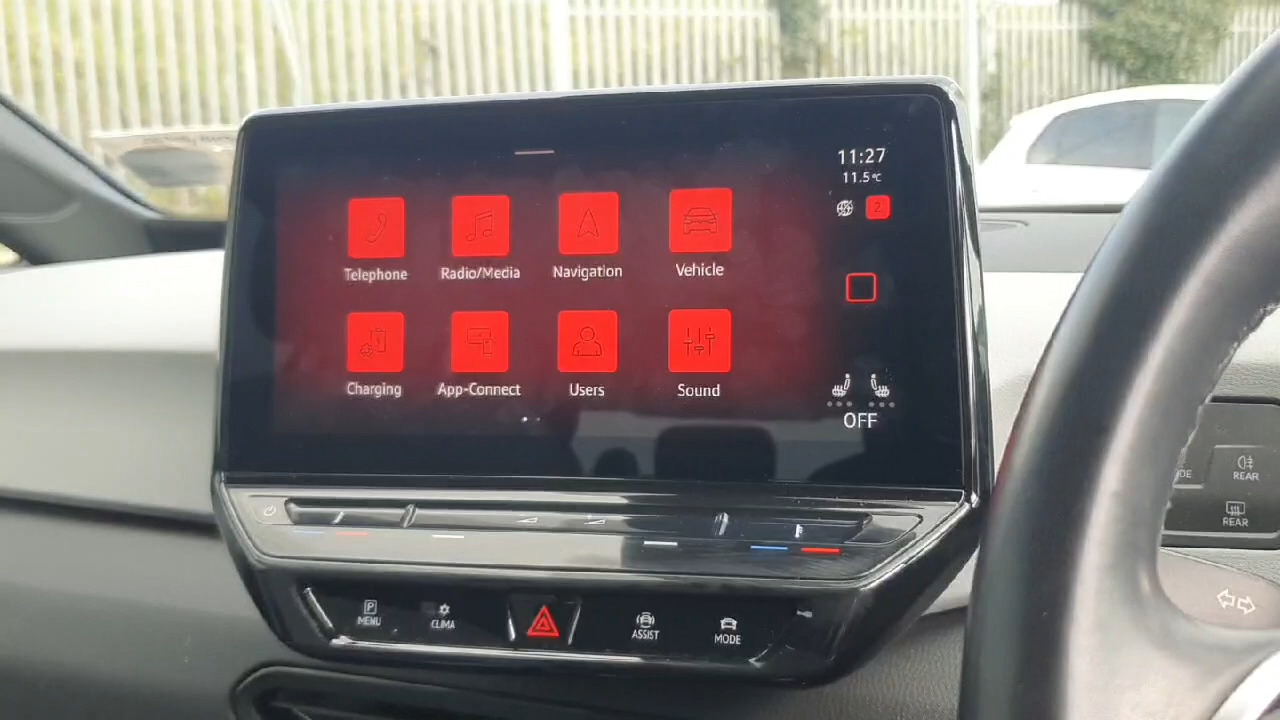 11:27
11.5°C
2
Telephone Radio/Media Navigation Vehicle
Charging App-Connect Users Sound
OFF
P
MENU CLIMA ASSIST MODE
REAR
REAR